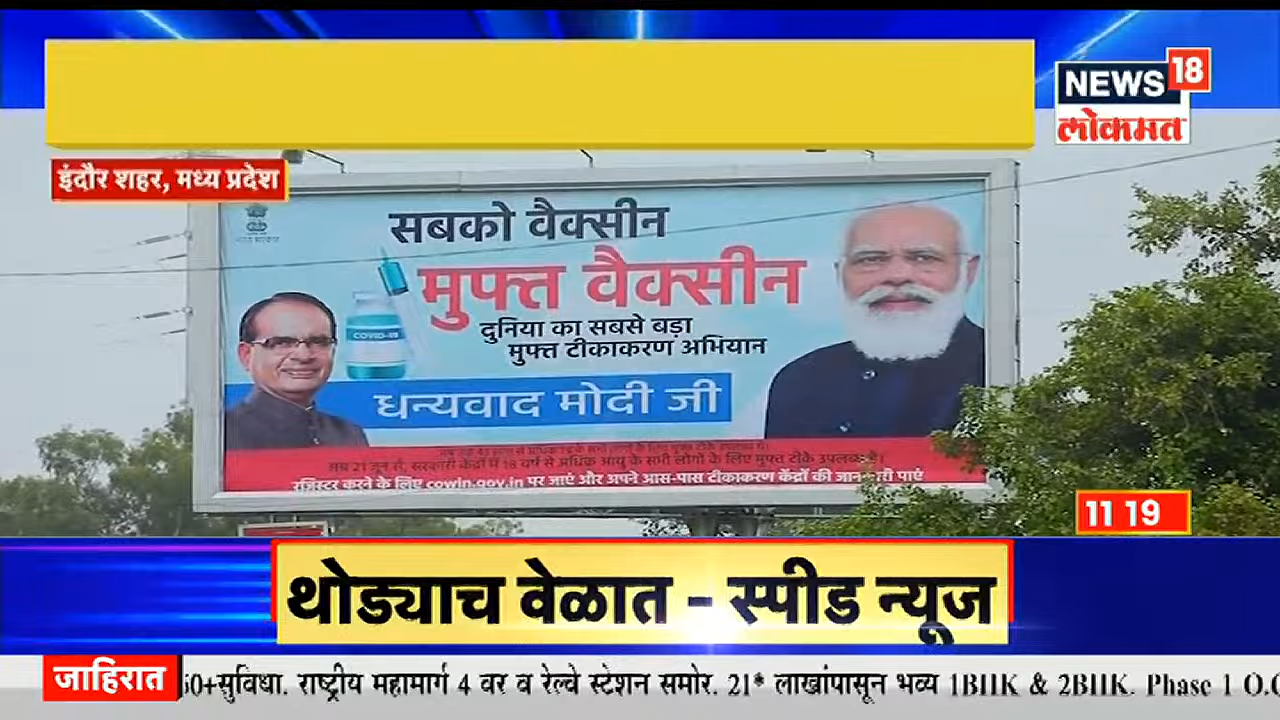 NEWS 18
लोकमत
इंदौर शहर, मध्य प्रदेश
सबको वैक्सीन
मुफ्त वैक्सीन
COVID-19
दुनिया का सबसे बड़ा
मुफ्त टीकाकरण अभियान
धन्यवाद मोदी जी
अब 21 जून से, सरकारी केंद्रों में 18 वर्ष से अधिक आयु के सभी लोगों के लिए मुफ्त टीके उपलब्ध हैं।
रजिस्टर करने के लिए cowin.gov.in पर जाएं और अपने आस-पास टीकाकरण केंद्रों की जानकारी पाएं
11 19
थोड्याच वेळात - स्पीड न्यूज
जाहिरात
60+सुविधा. राष्ट्रीय महामार्ग 4 वर व रेल्वे स्टेशन समोर. 21* लाखांपासून भव्य 1BHK & 2BHK. Phase 1 O.C